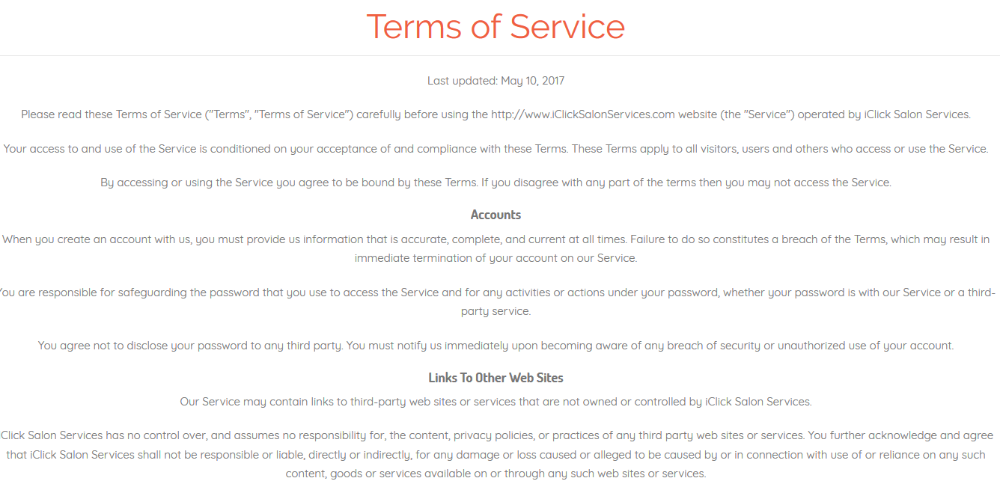 Terms of Service
Last updated: May 10, 2017
Please read these Terms of Service ("Terms", "Terms of Service") carefully before using the http://www.iClickSalonServices.com website (the "Service") operated by iClick Salon Services.
Your access to and use of the Service is conditioned on your acceptance of and compliance with these Terms. These Terms apply to all visitors, users and others who access or use the Service.
By accessing or using the Service you agree to be bound by these Terms. If you disagree with any part of the terms then you may not access the Service.
Accounts
When you create an account with us, you must provide us information that is accurate, complete, and current at all times. Failure to do so constitutes a breach of the Terms, which may result in
immediate termination of your account on our Service.
You are responsible for safeguarding the password that you use to access the Service and for any activities or actions under your password, whether your password is with our Service or a third-
party service.
You agree not to disclose your password to any third party. You must notify us immediately upon becoming aware of any breach of security or unauthorized use of your account.
Links To Other Web Sites
Our Service may contain links to third-party web sites or services that are not owned or controlled by iClick Salon Services.
iClick Salon Services has no control over, and assumes no responsibility for, the content, privacy policies, or practices of any third party web sites or services. You further acknowledge and agree
that iClick Salon Services shall not be responsible or liable, directly or indirectly, for any damage or loss caused or alleged to be caused by or in connection with use of or reliance on any such
content, goods or services available on or through any such web sites or services.